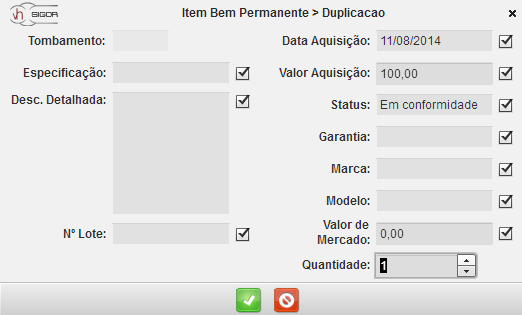 vh SIGOR
Item Bem Permanente > Duplicacao
Tombamento:
Data Aquisição: 11/08/2014
Especificação:
Valor Aquisição: 100,00
Desc. Detalhada:
Status: Em conformidade
Garantia:
Marca:
Modelo:
Nº Lote:
Valor de
Mercado: 0,00
Quantidade: 1